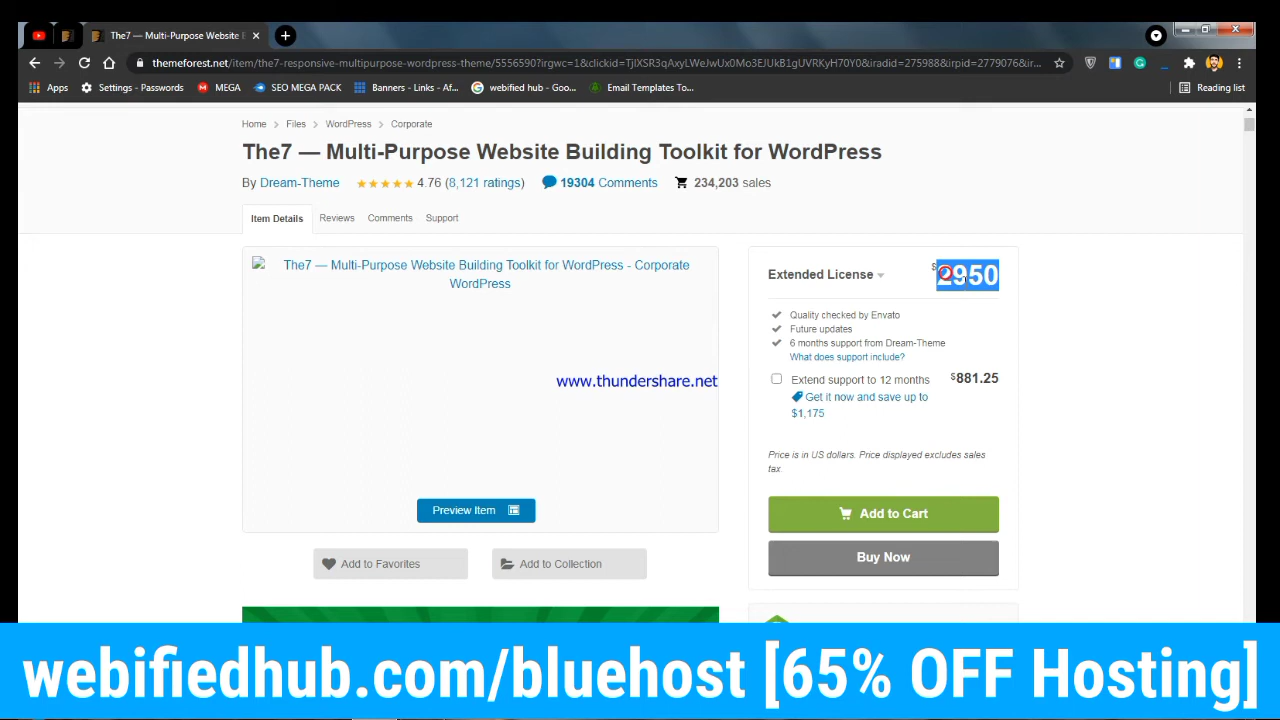 The7 — Multi-Purpose Website B
themeforest.net/item/the7-responsive-multipurpose-wordpress-theme/5556590?irgwc=1&clickid=TjIXSR3qAxyLWeJwUx0Mo3EJUkB1gUVRKyH70Y0&iradid=275988&irpid=2779076&ir...
Apps
Settings - Passwords
MEGA
SEO MEGA PACK
Banners - Links - Af...
webified hub - Goo...
Email Templates To...
Reading list
Home > Files > WordPress > Corporate
The7 — Multi-Purpose Website Building Toolkit for WordPress
By Dream-Theme ★★★★★ 4.76 (8,121 ratings) 19304 Comments 234,203 sales
Item Details Reviews Comments Support
The7 — Multi-Purpose Website Building Toolkit for WordPress - Corporate
WordPress
www.thundershare.net
Preview Item
Add to Favorites
Add to Collection
Extended License $2950
Quality checked by Envato
Future updates
6 months support from Dream-Theme
What does support include?
Extend support to 12 months $881.25
Get it now and save up to
$1,175
Price is in US dollars. Price displayed excludes sales
tax.
Add to Cart
Buy Now
webifiedhub.com/bluehost [65% OFF Hosting]